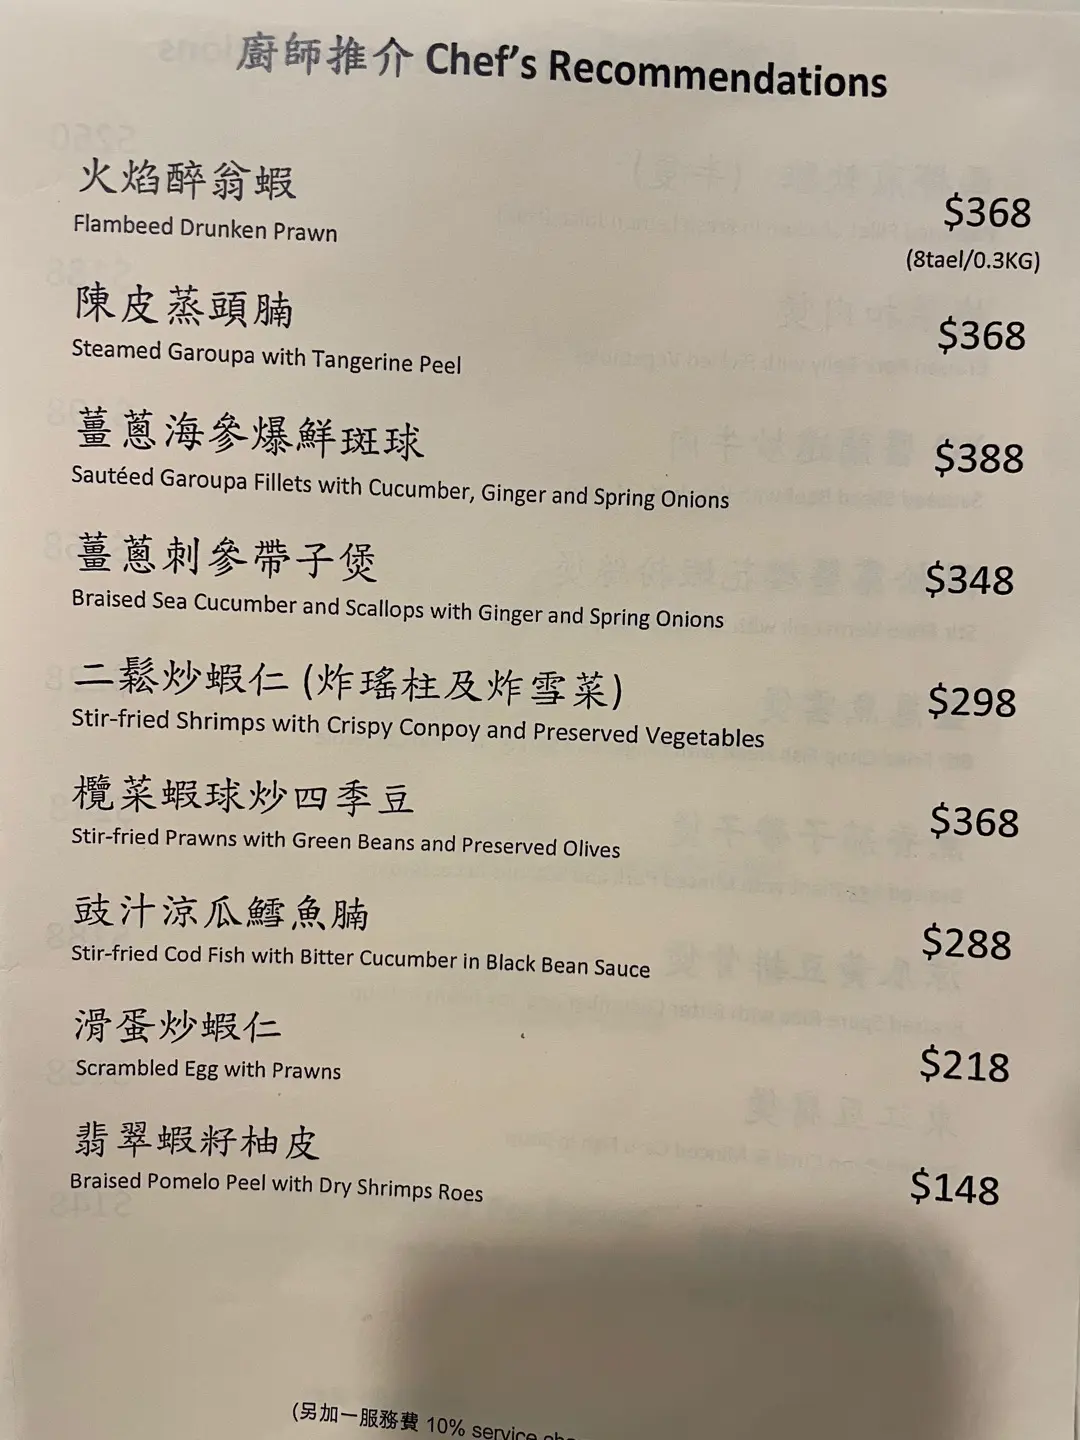 廚師推介 Chef's Recommendations
火焰醉翁蝦
Flambeed Drunken Prawn
$368
(8tael/0.3KG)
陳皮蒸頭腩
Steamed Garoupa with Tangerine Peel
$368
薑蔥海參爆鮮斑球
Sautéed Garoupa Fillets with Cucumber, Ginger and Spring Onions
$388
薑蔥刺參帶子煲
Braised Sea Cucumber and Scallops with Ginger and Spring Onions
$348
二鬆炒蝦仁 (炸瑤柱及炸雪菜)
Stir-fried Shrimps with Crispy Conpoy and Preserved Vegetables
$298
欖菜蝦球炒四季豆
Stir-fried Prawns with Green Beans and Preserved Olives
$368
豉汁涼瓜鱈魚腩
Stir-fried Cod Fish with Bitter Cucumber in Black Bean Sauce
$288
滑蛋炒蝦仁
Scrambled Egg with Prawns
$218
翡翠蝦籽柚皮
Braised Pomelo Peel with Dry Shrimps Roes
$148
(另加一服務費 10% service